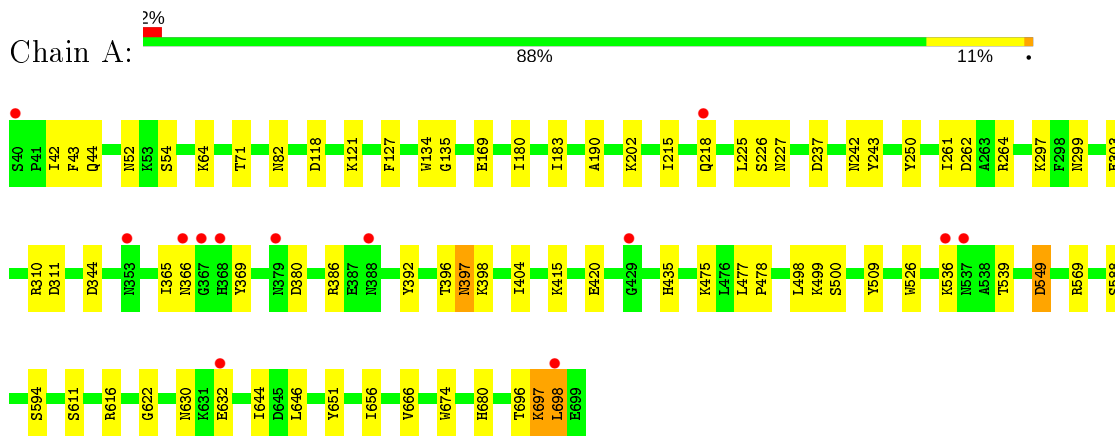 2%
Chain A:
88% 11% •
S40 P41 I42 F43 Q44 N52 K53 S54 K64 T71 N82 D118 K121 F127 W134 G135 E169 I180 I183 A190 K202 I215 Q218 L225 S226 N227 D237 N242 Y243 Y250 I261 D262 A263 R264 K297 F298 N299
R310 D311 D344 N353 I365 N366 G367 H368 Y369 N379 D380 R386 E387 N388 Y392 T396 N397 K398 I404 K415 E420 G429 H435 K475 L476 L477 P478 L498 K499 S500 Y509 W526 K536 N537 A538 T539 D549 R569
S594 S611 R616 G622 N630 K631 E632 I644 D645 L646 Y651 I656 V666 W674 H680 T696 K697 L698 E699